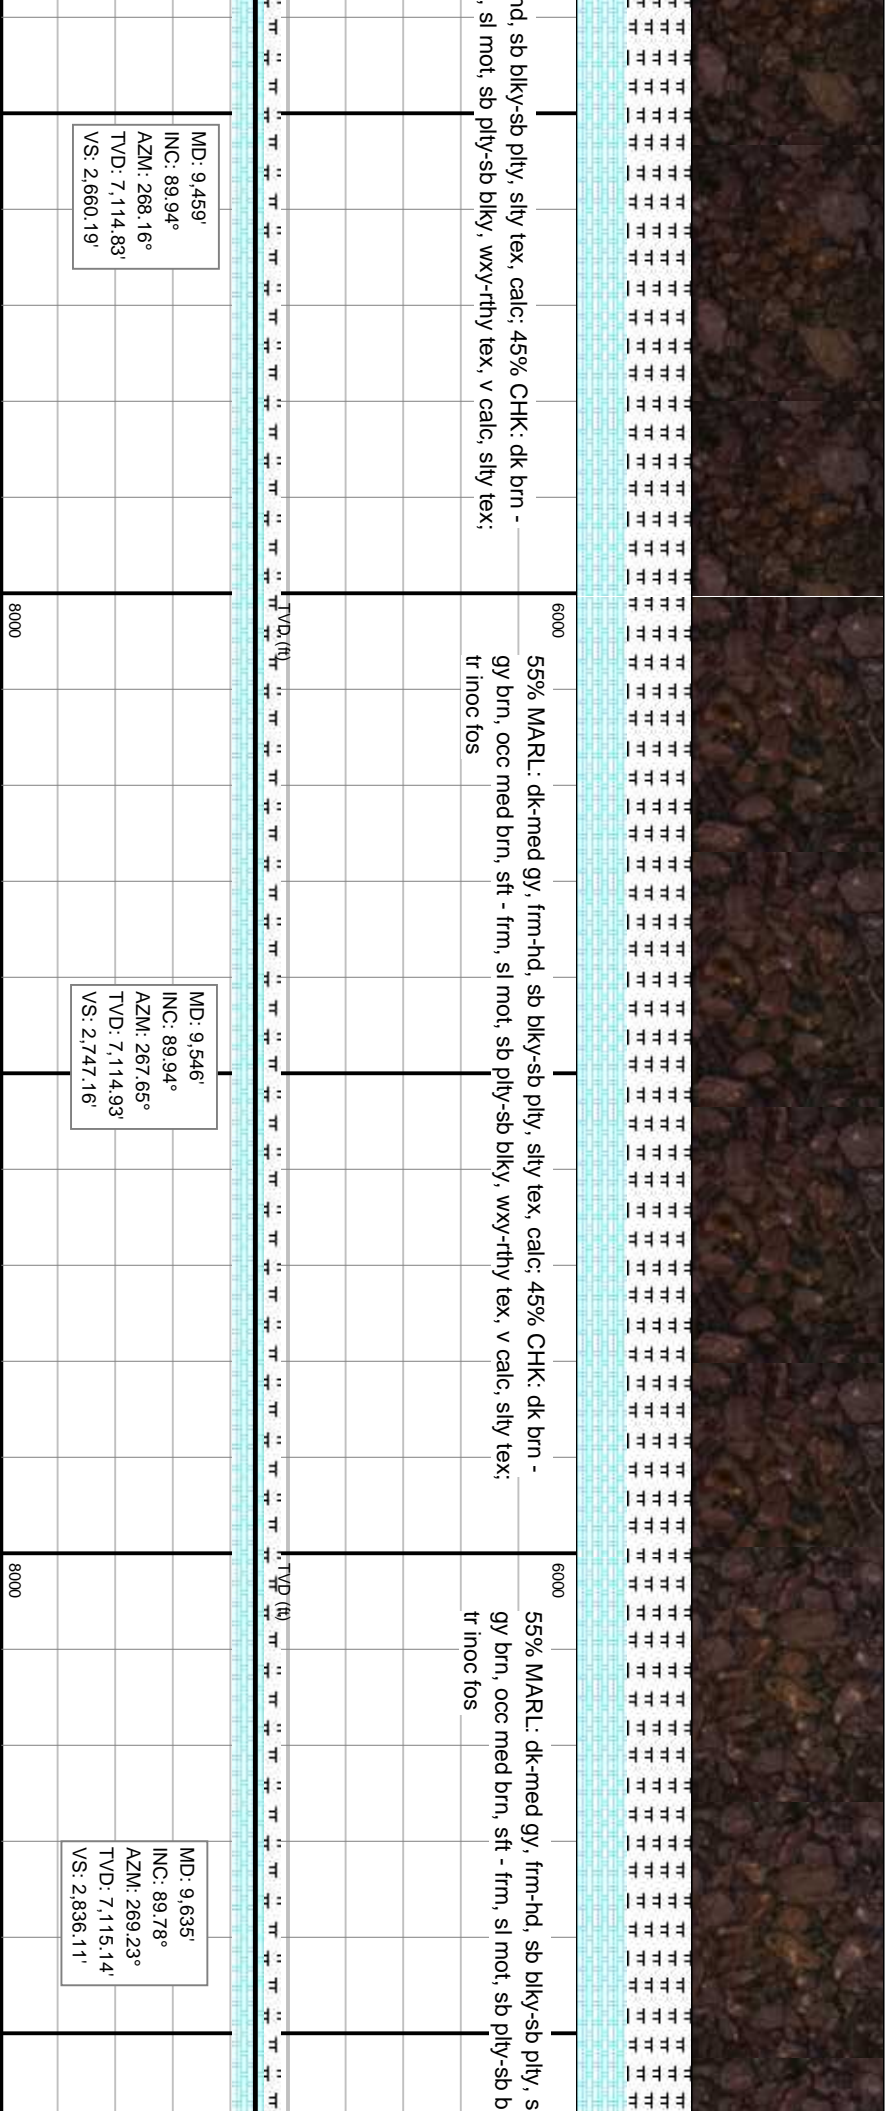 nd, sb blky-sb plty, slty tex, calc; 45% CHK: dk brn -
, sl mot, sb plty-sb blky, wxy-rthy tex, v calc, slty tex;
MD: 9,459'
INC: 89.94°
AZM: 268.16°
TVD: 7,114.83'
VS: 2,660.19'
6000
TVD (ft)
8000
55% MARL: dk-med gy, frm-hd, sb blky-sb plty, slty tex, calc; 45% CHK: dk brn -
gy brn, occ med brn, sft - frm, sl mot, sb plty-sb blky, wxy-rthy tex, v calc, slty tex;
tr inoc fos
MD: 9,546'
INC: 89.94°
AZM: 267.65°
TVD: 7,114.93'
VS: 2,747.16'
6000
TVD (ft)
8000
55% MARL: dk-med gy, frm-hd, sb blky-sb plty, s
gy brn, occ med brn, sft - frm, sl mot, sb plty-sb b
tr inoc fos
MD: 9,635'
INC: 89.78°
AZM: 269.23°
TVD: 7,115.14'
VS: 2,836.11'